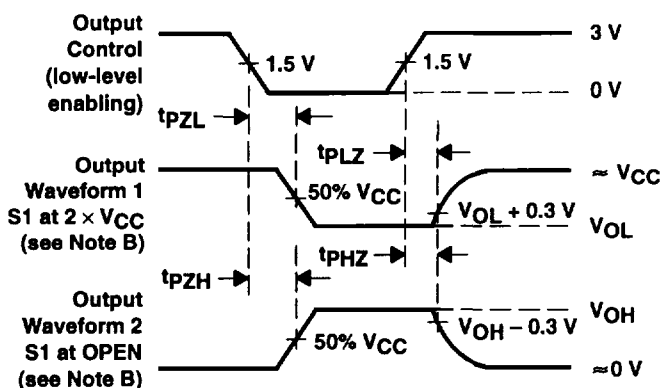 Output
Control
(low-level
enabling)
1.5 V
1.5 V
3 V
0 V
tPZL
tPLZ
Output
Waveform 1
S1 at 2 × VCC
(see Note B)
50% VCC
VOL + 0.3 V
≈ VCC
VOL
tPZH
tPHZ
Output
Waveform 2
S1 at OPEN
(see Note B)
50% VCC
VOH − 0.3 V
VOH
≈0 V